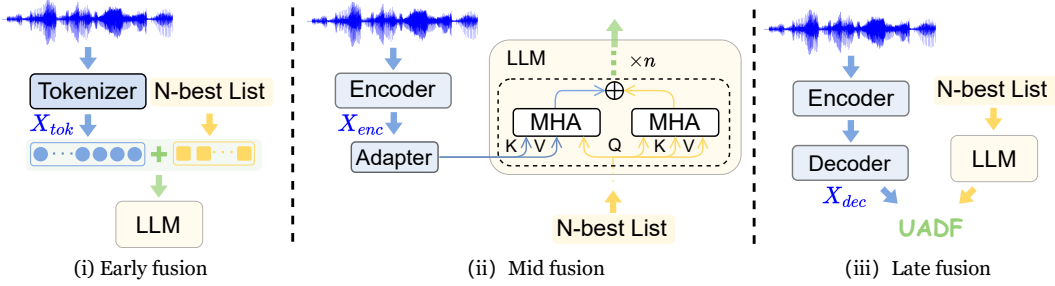 Tokenizer
N-best List
X_tok
... + ...
LLM
(i) Early fusion
Encoder
X_enc
Adapter
LLM
×n
⊕
MHA
MHA
K V Q K V
N-best List
(ii) Mid fusion
Encoder
N-best List
Decoder
LLM
X_dec
UADF
(iii) Late fusion